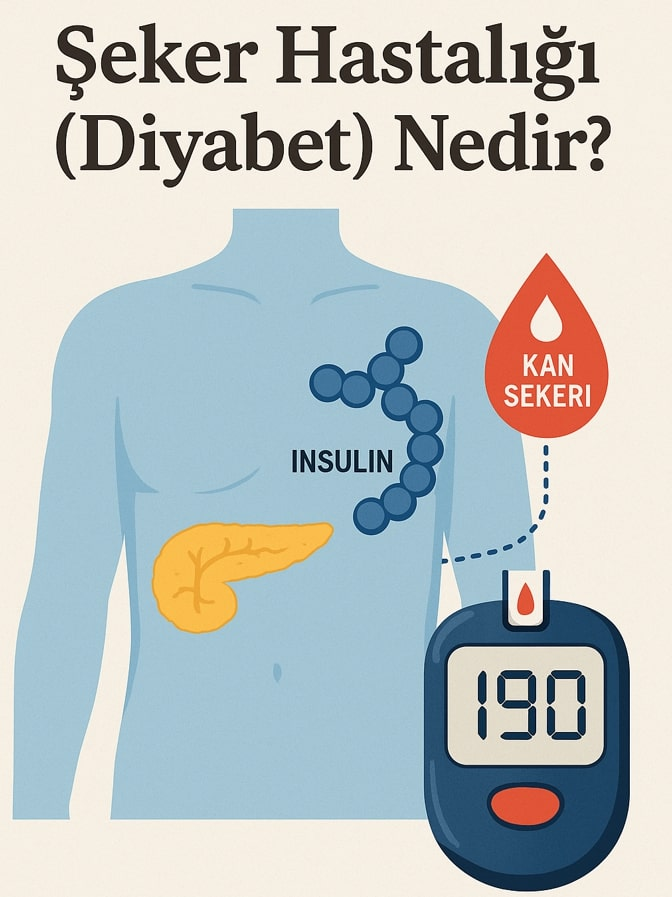 Şeker Hastalığı
(Diyabet) Nedir?
KAN
SEKERI
INSULIN
190